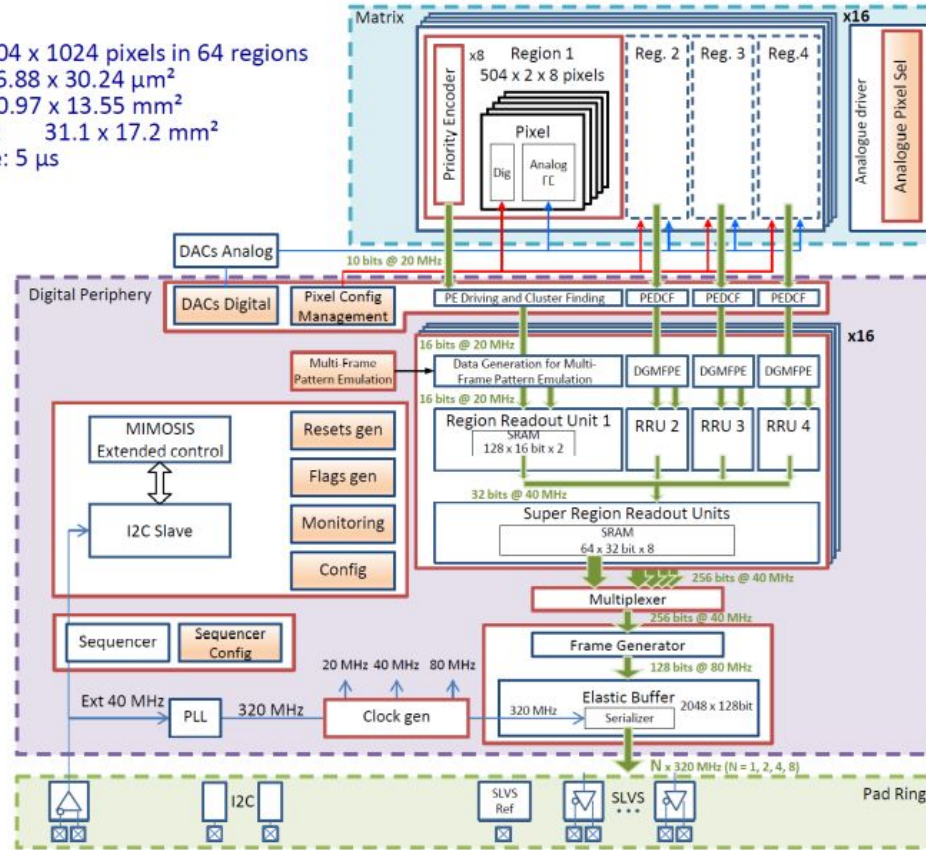 04 x 1024 pixels in 64 regions
5.88 x 30.24 µm²
0.97 x 13.55 mm²
31.1 x 17.2 mm²
e: 5 µs
Matrix
x16
Priority Encoder
x8
Region 1
504 x 2 x 8 pixels
Pixel
Dig
Analog
Reg. 2
Reg. 3
Reg.4
Analogue driver
Analogue Pixel Sel
DACs Analog
10 bits @ 20 MHz
Digital Periphery
DACs Digital
Pixel Config
Management
PE Driving and Cluster Finding
PEDCF
PEDCF
PEDCF
x16
16 bits @ 20 MHz
Multi-Frame
Pattern Emulation
Data Generation for Multi-
Frame Pattern Emulation
DGMFPE
DGMFPE
DGMFPE
16 bits @ 20 MHz
Region Readout Unit 1
SRAM
128 x 16 bit x 2
RRU 2
RRU 3
RRU 4
32 bits @ 40 MHz
Super Region Readout Units
SRAM
64 x 32 bit x 8
256 bits @ 40 MHz
Multiplexer
256 bits @ 40 MHz
Frame Generator
128 bits @ 80 MHz
Elastic Buffer
2048 x 128bit
Serializer
MIMOSIS
Extended control
I2C Slave
Resets gen
Flags gen
Monitoring
Config
Sequencer
Sequencer
Config
20 MHz
40 MHz
80 MHz
Ext 40 MHz
PLL
320 MHz
Clock gen
320 MHz
N x 320 MHz (N = 1, 2, 4, 8)
I2C
SLVS
Ref
SLVS
...
Pad Ring